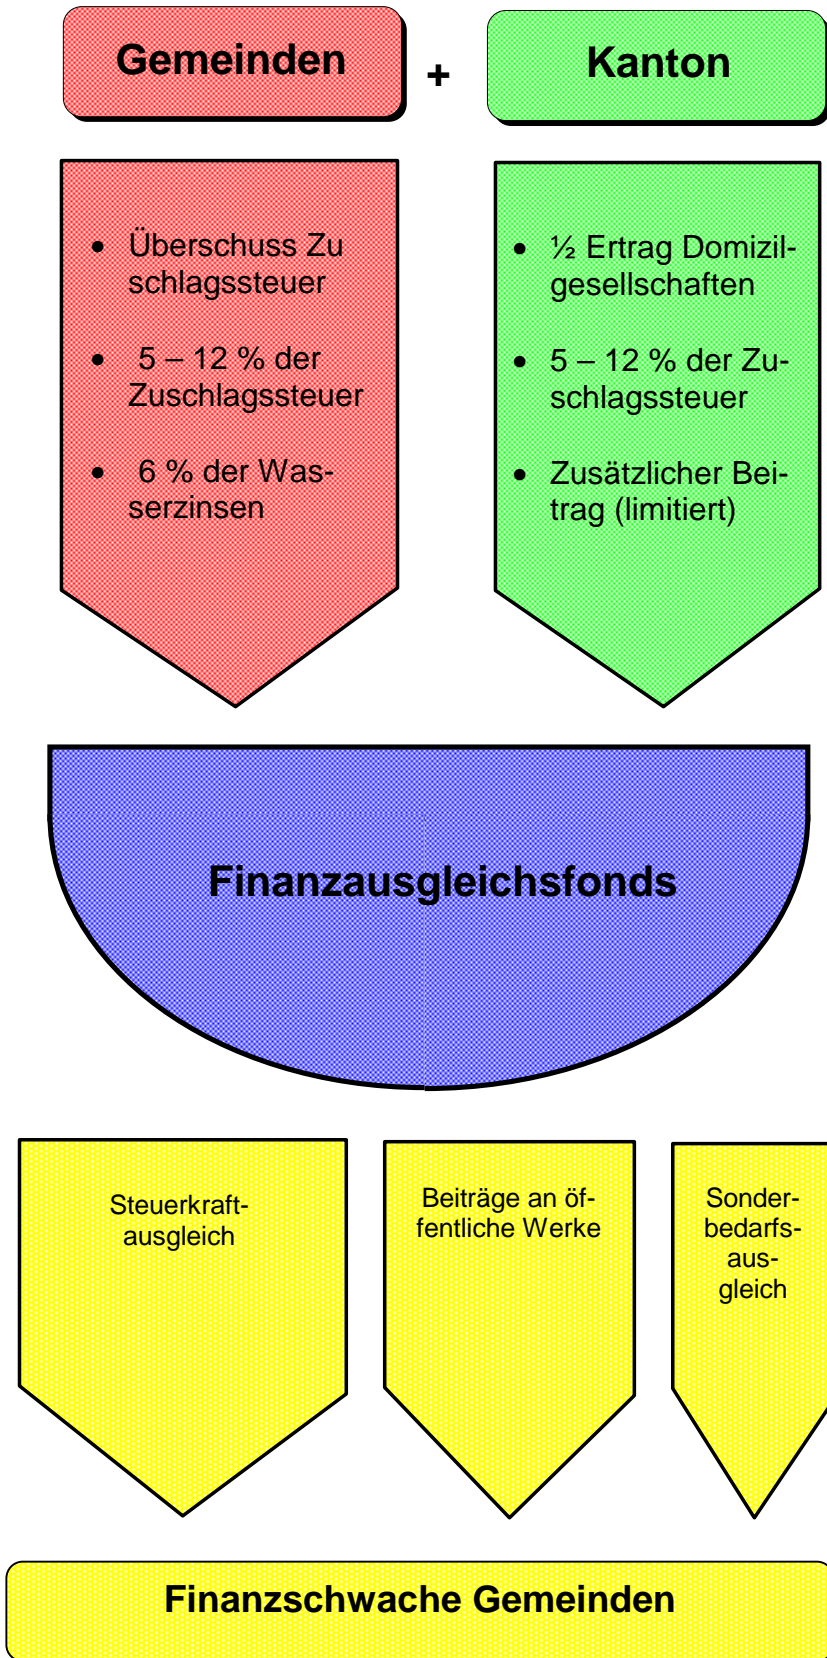 Gemeinden
+
Kanton
• Überschuss Zu
schlagssteuer
• 5 – 12 % der
Zuschlagssteuer
• 6 % der Was-
serzinsen
• ½ Ertrag Domizil-
gesellschaften
• 5 – 12 % der Zu-
schlagssteuer
• Zusätzlicher Bei-
trag (limitiert)
Finanzausgleichsfonds
Steuerkraft-
ausgleich
Beiträge an öf-
fentliche Werke
Sonder-
bedarfs-
aus-
gleich
Finanzschwache Gemeinden